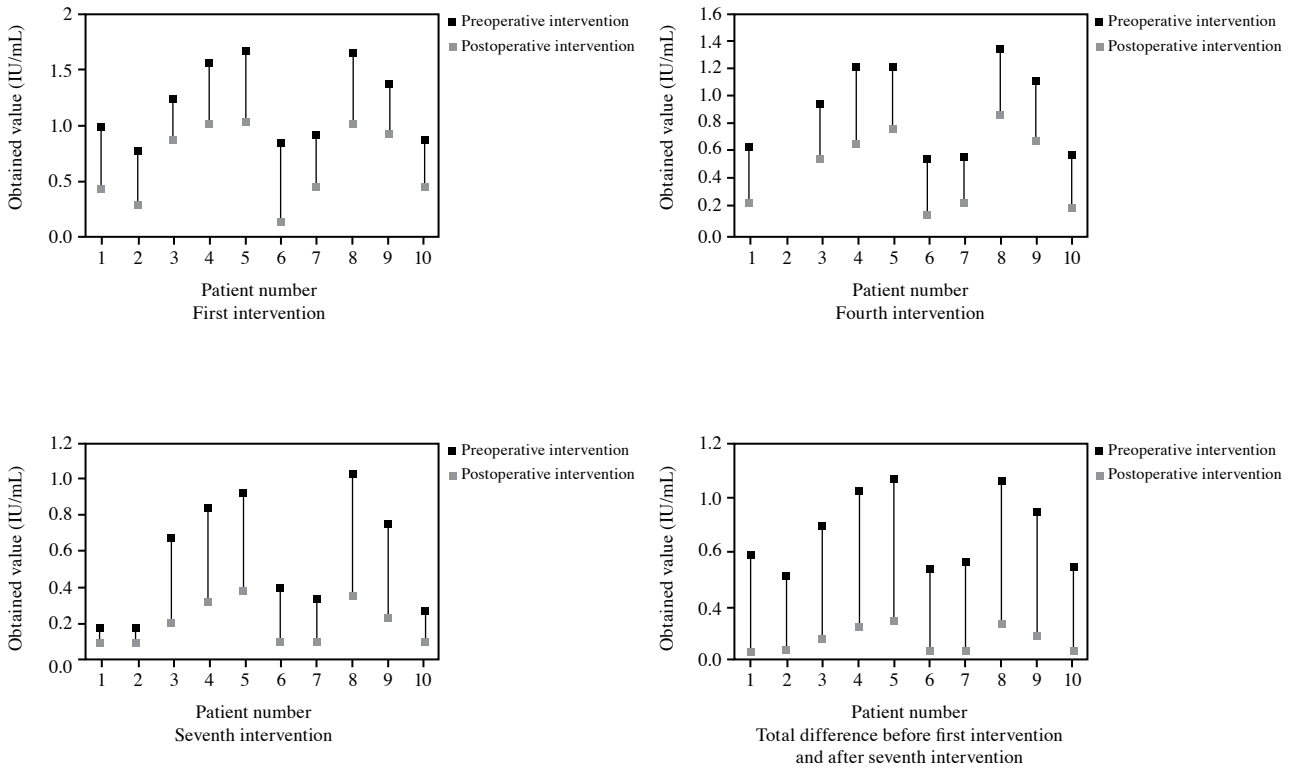 2
1.5
1.0
0.5
0.0
Obtained value (IU/mL)
1 2 3 4 5 6 7 8 9 10
Patient number
First intervention
Preoperative intervention
Postoperative intervention
1.6
1.4
1.2
1.0
0.8
0.6
0.4
0.2
0.0
Obtained value (IU/mL)
1 2 3 4 5 6 7 8 9 10
Patient number
Fourth intervention
Preoperative intervention
Postoperative intervention
1.2
1.0
0.8
0.6
0.4
0.2
0.0
Obtained value (IU/mL)
1 2 3 4 5 6 7 8 9 10
Patient number
Seventh intervention
Preoperative intervention
Postoperative intervention
1.2
1.0
0.6
0.4
0.0
Obtained value (IU/mL)
1 2 3 4 5 6 7 8 9 10
Patient number
Total difference before first intervention
and after seventh intervention
Preoperative intervention
Postoperative intervention